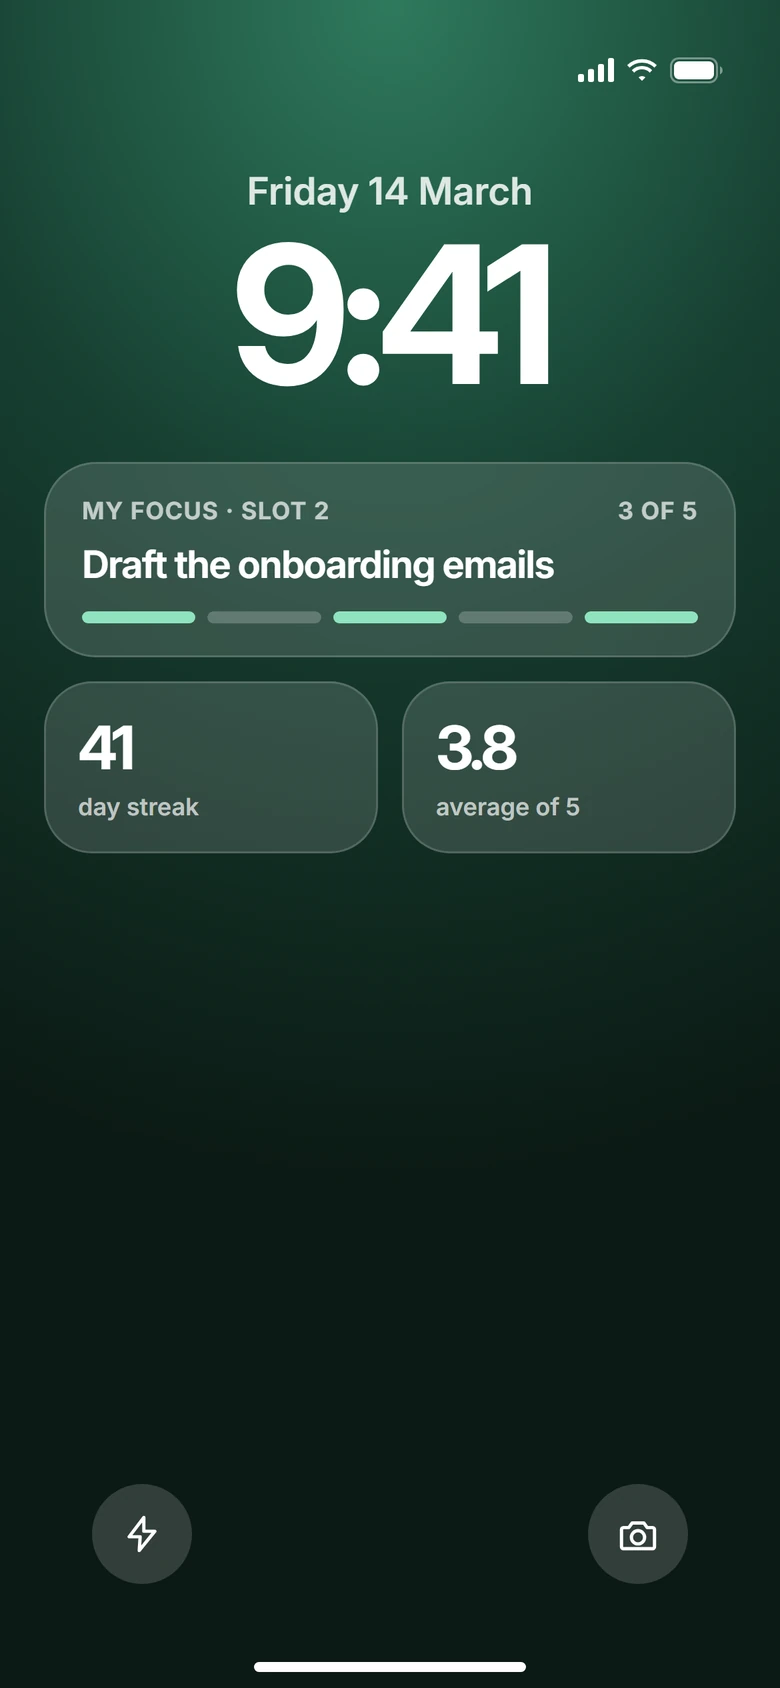 Friday 14 March
9:41
MY FOCUS · SLOT 2
3 OF 5
Draft the onboarding emails
41
day streak
3.8
average of 5